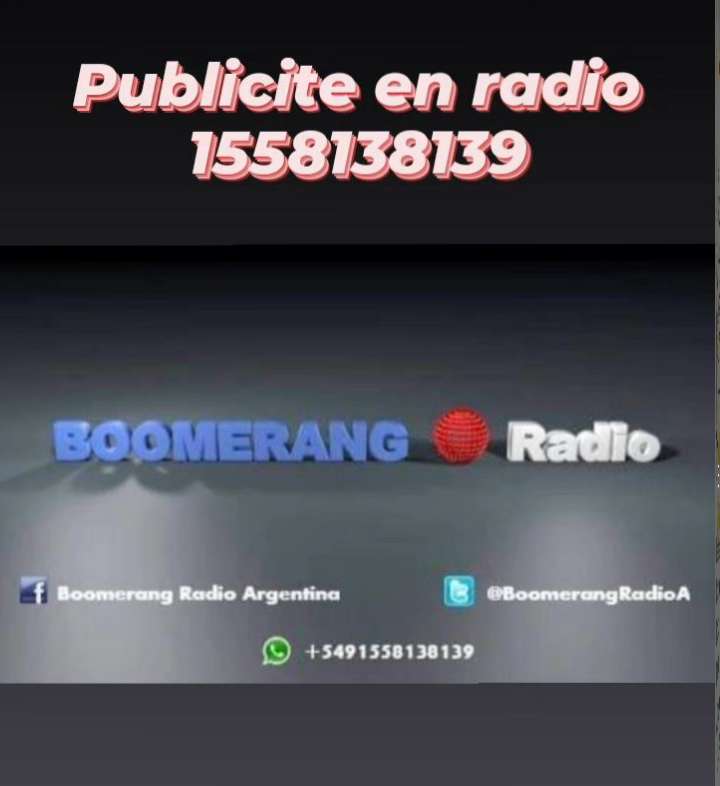 Publicite en radio
1558138139
BOOMERANG Radio
Boomerang Radio Argentina
@BoomerangRadioA
+5491558138139